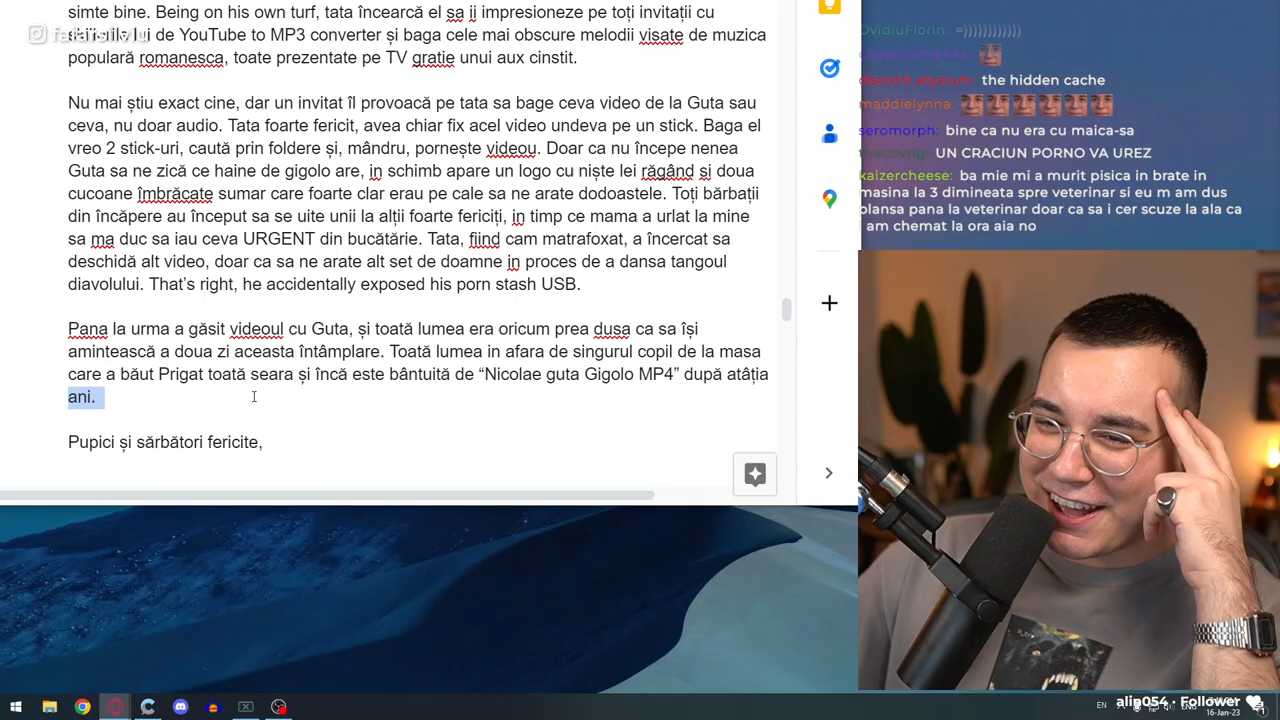 simte bine. Being on his own turf, tata încearcă el sa ii impresioneze pe toți invitații cu
lui de YouTube to MP3 converter și baga cele mai obscure melodii visate de muzica
populară romanesca, toate prezentate pe TV gratie unui aux cinstit.
Nu mai știu exact cine, dar un invitat îl provoacă pe tata sa bage ceva video de la Guta sau
ceva, nu doar audio. Tata foarte fericit, avea chiar fix acel video undeva pe un stick. Baga el
vreo 2 stick-uri, caută prin foldere și, mândru, pornește videou. Doar ca nu începe nenea
Guta sa ne zică ce haine de gigolo are, in schimb apare un logo cu niște lei răgând si doua
cucoane îmbrăcate sumar care foarte clar erau pe cale sa ne arate dodoastele. Toți bărbații
din încăpere au început sa se uite unii la alții foarte fericiți, in timp ce mama a urlat la mine
sa ma duc sa iau ceva URGENT din bucătărie. Tata, fiind cam matrafoxat, a încercat sa
deschidă alt video, doar ca sa ne arate alt set de doamne in proces de a dansa tangoul
diavolului. That’s right, he accidentally exposed his porn stash USB.
Pana la urma a găsit videoul cu Guta, și toată lumea era oricum prea dusa ca sa își
amintească a doua zi aceasta întâmplare. Toată lumea in afara de singurul copil de la masa
care a băut Prigat toată seara și încă este bântuită de “Nicolae guta Gigolo MP4” după atâția
ani.
Pupici și sărbători fericite,
OvidiuFlorin: =))))))))))))
discord_elysium: the hidden cache
maddielynna:
seromorph: bine ca nu era cu maica-sa
thesovrig: UN CRACIUN PORNO VA UREZ
kaizercheese: ba mie mi a murit pisica in brate in
masina la 3 dimineata spre veterinar si eu m am dus
plansa pana la veterinar doar ca sa i cer scuze la ala ca
i am chemat la ora aia no
alin054 • Follower
EN
16-Jan-23